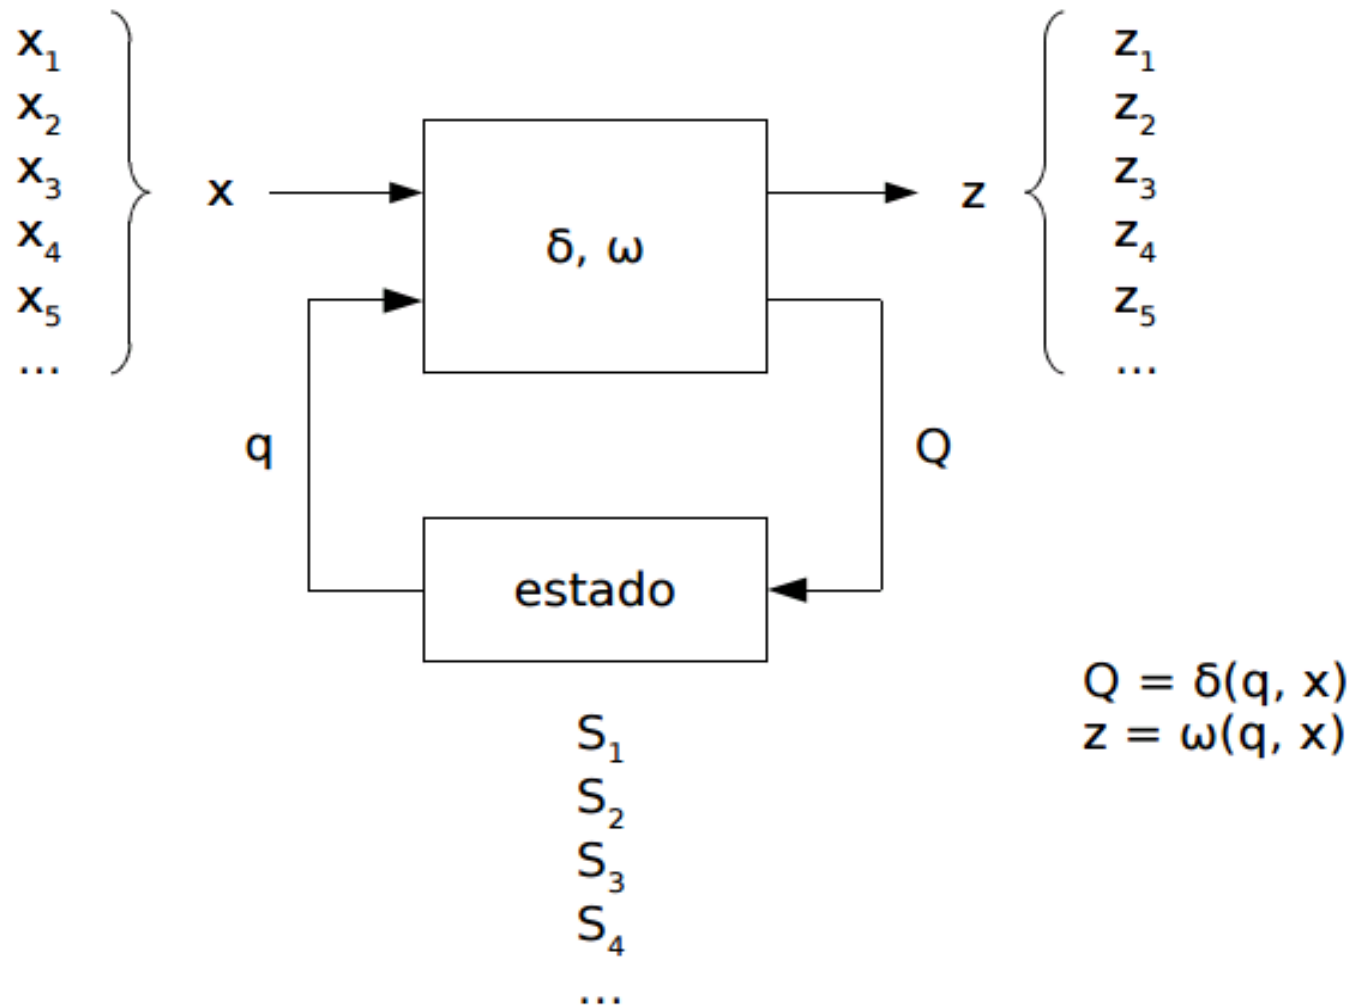 x1
x2
x3
x4
x5
...
x
δ, ω
z
z1
z2
z3
z4
z5
...
q
Q
estado
Q = δ(q, x)
z = ω(q, x)
S1
S2
S3
S4
...